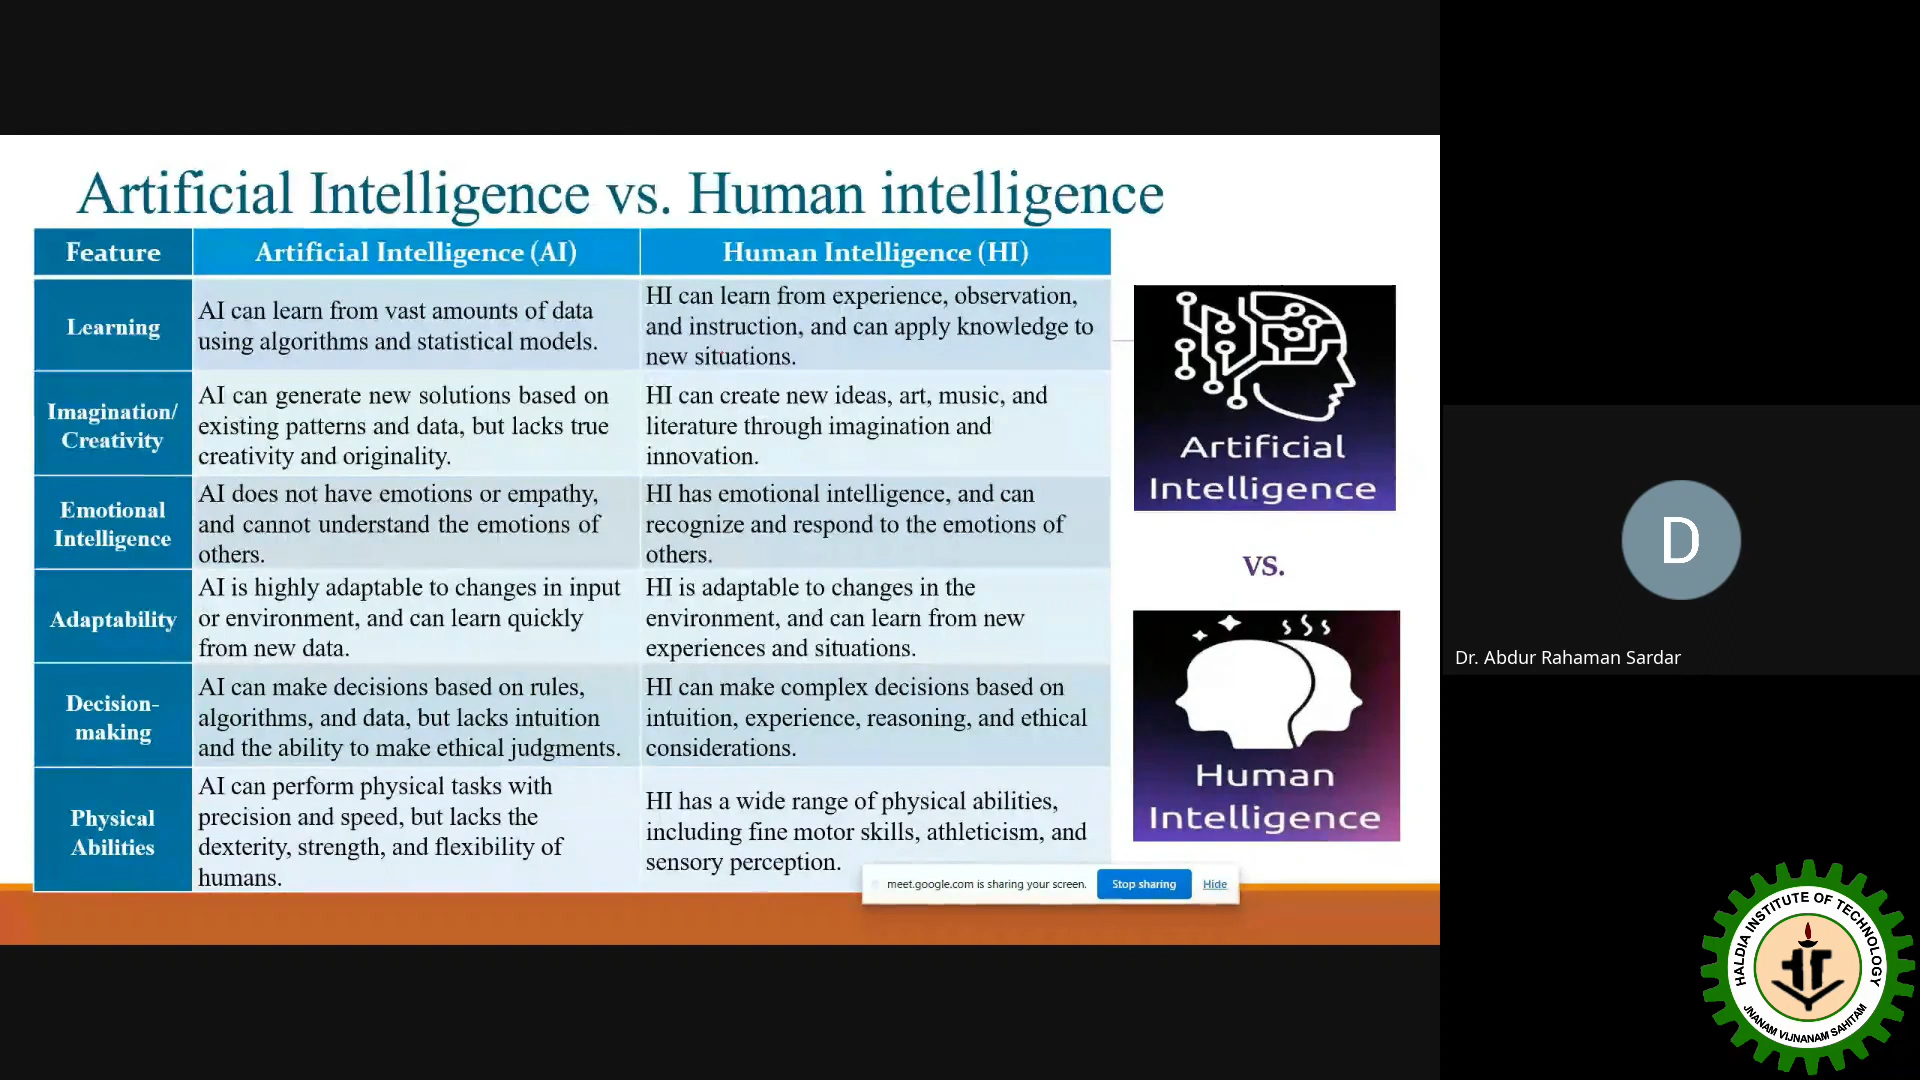 Artificial Intelligence vs. Human intelligence
Feature
Artificial Intelligence (AI)
Human Intelligence (HI)
Learning
AI can learn from vast amounts of data
using algorithms and statistical models.
HI can learn from experience, observation,
and instruction, and can apply knowledge to
new situations.
Imagination/
Creativity
AI can generate new solutions based on
existing patterns and data, but lacks true
creativity and originality.
HI can create new ideas, art, music, and
literature through imagination and
innovation.
Emotional
Intelligence
AI does not have emotions or empathy,
and cannot understand the emotions of
others.
HI has emotional intelligence, and can
recognize and respond to the emotions of
others.
Adaptability
AI is highly adaptable to changes in input
or environment, and can learn quickly
from new data.
HI is adaptable to changes in the
environment, and can learn from new
experiences and situations.
Decision-
making
AI can make decisions based on rules,
algorithms, and data, but lacks intuition
and the ability to make ethical judgments.
HI can make complex decisions based on
intuition, experience, reasoning, and ethical
considerations.
Physical
Abilities
AI can perform physical tasks with
precision and speed, but lacks the
dexterity, strength, and flexibility of
humans.
HI has a wide range of physical abilities,
including fine motor skills, athleticism, and
sensory perception.
Artificial
Intelligence
vs.
Human
Intelligence
meet.google.com is sharing your screen.
Stop sharing
Hide
D
Dr. Abdur Rahaman Sardar
HALDIA INSTITUTE OF TECHNOLOGY
JNANAM VIJNANAM SAHITAM